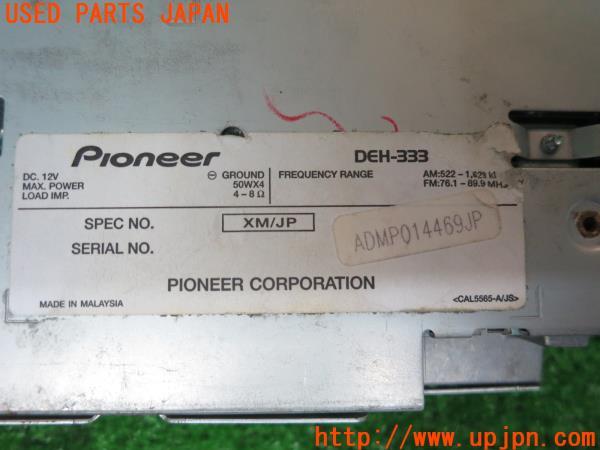 USED PARTS JAPAN
Pioneer DEH-333
DC. 12V ⊖ GROUND FREQUENCY RANGE AM:522 – 1,629 kHz
MAX. POWER 50WX4 FM:76.1 – 89.9 MHz
LOAD IMP. 4 – 8 Ω
SPEC NO. XM/JP
SERIAL NO. ADMP014469JP
PIONEER CORPORATION
MADE IN MALAYSIA <CAL5565-A/JS>
www.upjpn.com